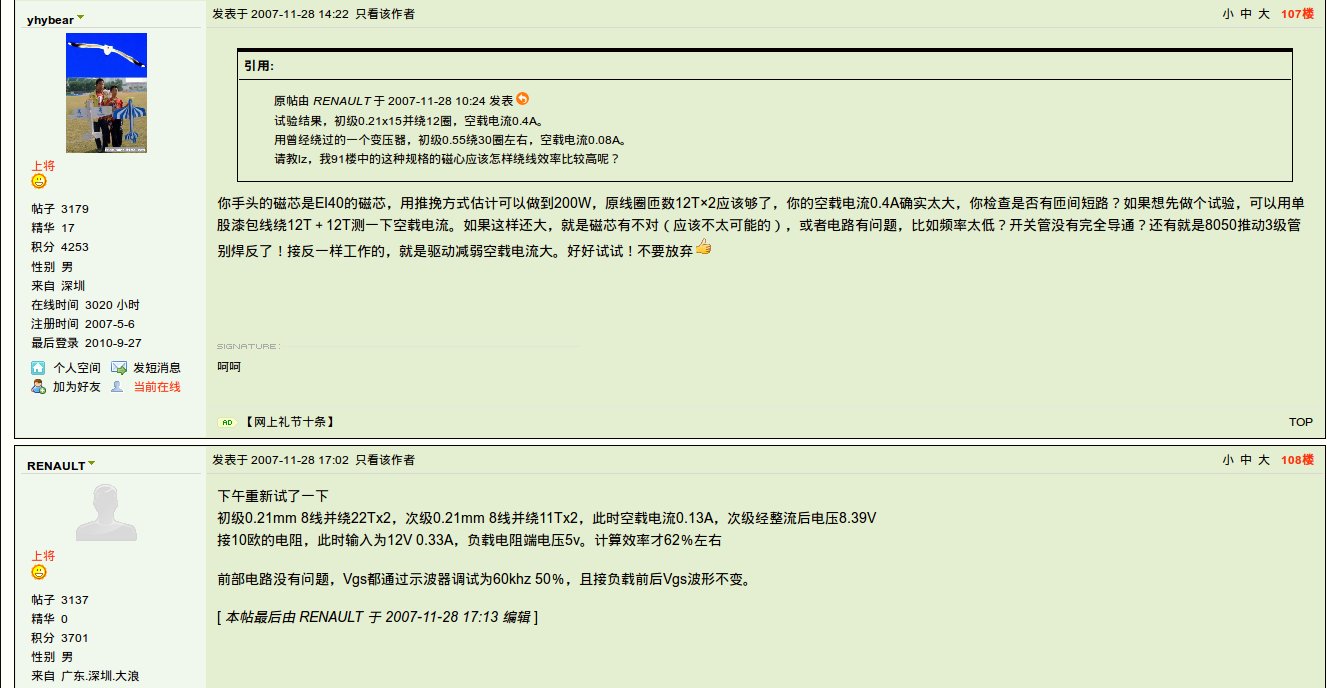 yhybear
发表于 2007-11-28 14:22 只看该作者
小 中 大 107楼
引用:
原帖由 RENAULT 于 2007-11-28 10:24 发表
试验结果，初级0.21x15并绕12圈，空载电流0.4A。
用曾经绕过的一个变压器，初级0.55绕30圈左右，空载电流0.08A。
请教lz，我91楼中的这种规格的磁心应该怎样绕线效率比较高呢？
你手头的磁芯是EI40的磁芯，用推挽方式估计可以做到200W，原线圈匝数12T×2应该够了，你的空载电流0.4A确实太大，你检查是否有匝间短路？如果想先做个试验，可以用单
股漆包线绕12T + 12T测一下空载电流。如果这样还大，就是磁芯有不对（应该不太可能的），或者电路有问题，比如频率太低？开关管没有完全导通？还有就是8050推动3级管
别焊反了！接反一样工作的，就是驱动减弱空载电流大。好好试试！不要放弃
上将
帖子 3179
精华 17
积分 4253
性别 男
来自 深圳
在线时间 3020 小时
注册时间 2007-5-6
最后登录 2010-9-27
个人空间 发短消息
加为好友 当前在线
SIGNATURE:
呵呵
AD 【网上礼节十条】
TOP
RENAULT
发表于 2007-11-28 17:02 只看该作者
小 中 大 108楼
下午重新试了一下
初级0.21mm 8线并绕22Tx2，次级0.21mm 8线并绕11Tx2，此时空载电流0.13A，次级经整流后电压8.39V
接10欧的电阻，此时输入为12V 0.33A，负载电阻端电压5v。计算效率才62%左右
前部电路没有问题，Vgs都通过示波器调试为60khz 50%，且接负载前后Vgs波形不变。
[ 本帖最后由 RENAULT 于 2007-11-28 17:13 编辑 ]
上将
帖子 3137
精华 0
积分 3701
性别 男
来自 广东.深圳.大浪